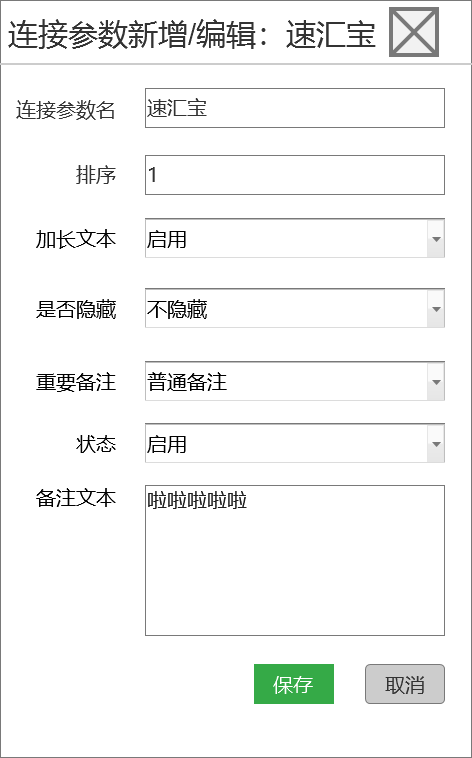 连接参数新增/编辑：速汇宝
连接参数名 速汇宝
排序 1
加长文本 启用
是否隐藏 不隐藏
重要备注 普通备注
状态 启用
备注文本 啦啦啦啦啦
保存 取消